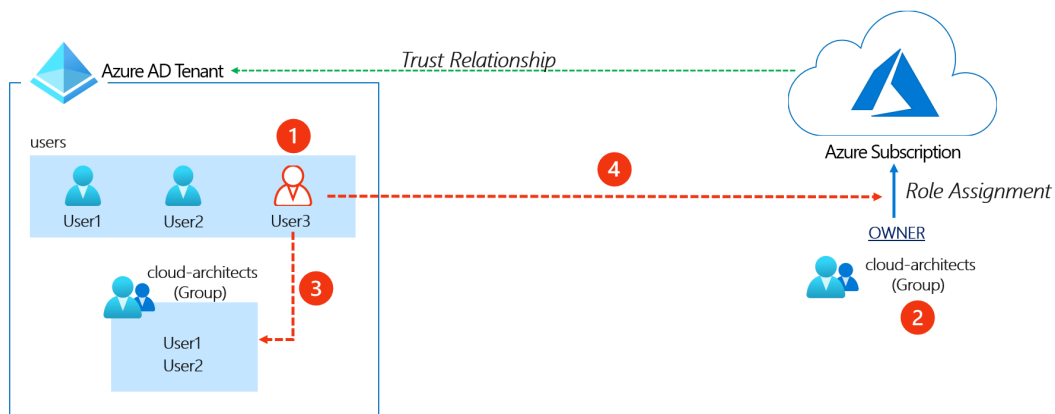 Azure AD Tenant
Trust Relationship
users
1
User1
User2
User3
4
Azure Subscription
Role Assignment
OWNER
cloud-architects
(Group)
2
cloud-architects
(Group)
3
User1
User2